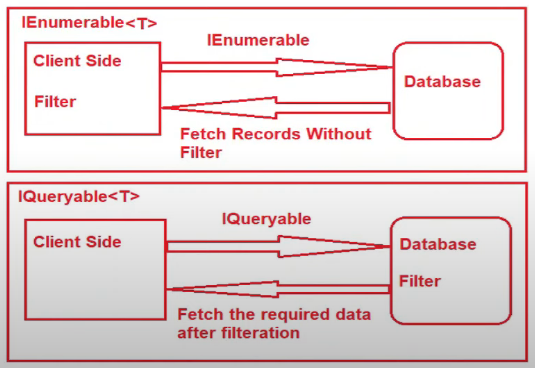 IEnumerable<T>
IEnumerable
Client Side
Filter
Database
Fetch Records Without
Filter
IQueryable<T>
IQueryable
Client Side
Database
Filter
Fetch the required data
after filteration